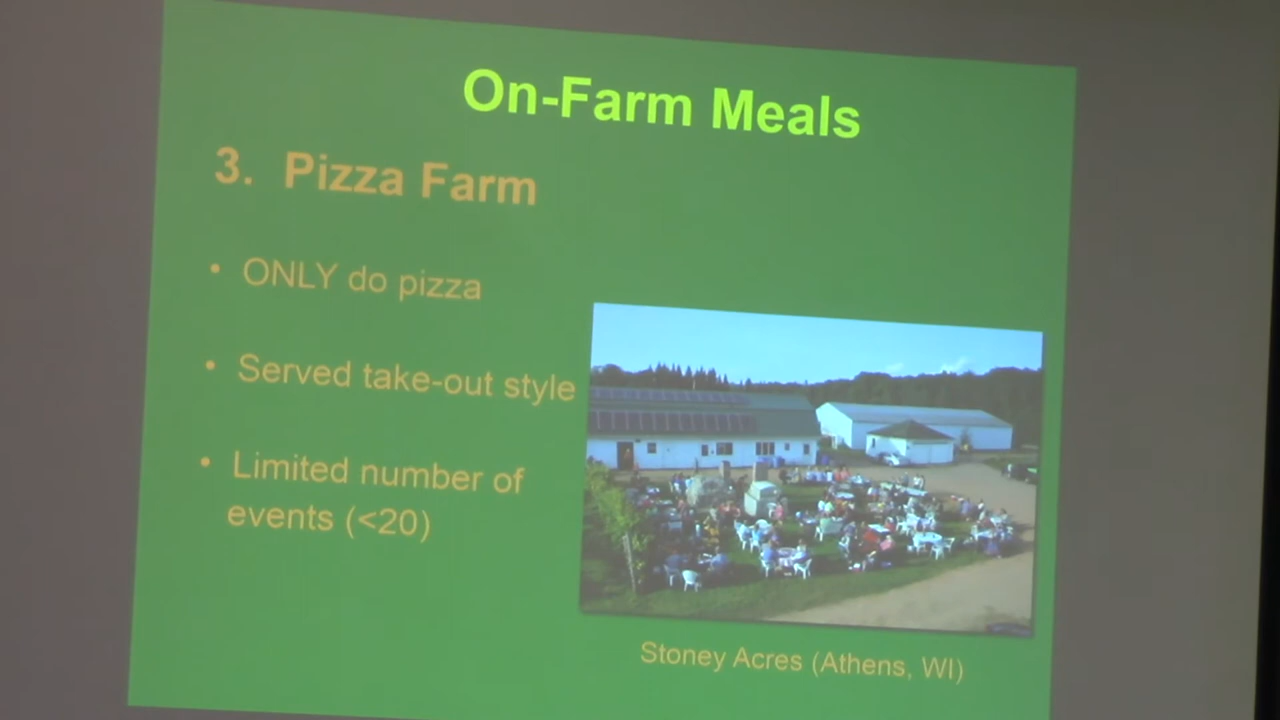 On-Farm Meals
3. Pizza Farm
• ONLY do pizza
• Served take-out style
• Limited number of
events (<20)
Stoney Acres (Athens, WI)